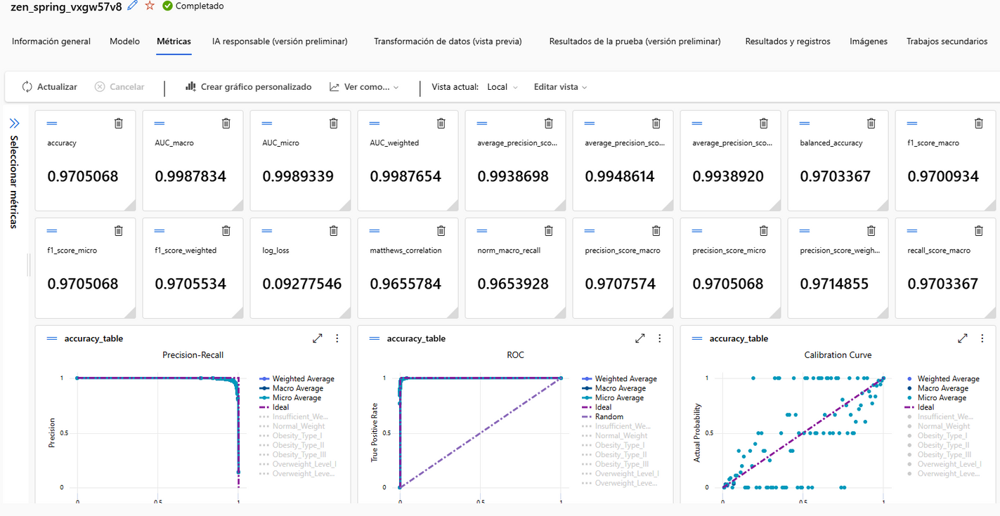 zen_spring_vxgw57v8 Completado
Información general Modelo Métricas IA responsable (versión preliminar) Transformación de datos (vista previa) Resultados de la prueba (versión preliminar) Resultados y registros Imágenes Trabajos secundarios
Actualizar Cancelar Crear gráfico personalizado Ver como... Vista actual: Local Editar vista
Seleccionar métricas
accuracy
0.9705068
AUC_macro
0.9987834
AUC_micro
0.9989339
AUC_weighted
0.9987654
average_precision_sco...
0.9938698
average_precision_sco...
0.9948614
average_precision_sco...
0.9938920
balanced_accuracy
0.9703367
f1_score_macro
0.9700934
f1_score_micro
0.9705068
f1_score_weighted
0.9705534
log_loss
0.09277546
matthews_correlation
0.9655784
norm_macro_recall
0.9653928
precision_score_macro
0.9707574
precision_score_micro
0.9705068
precision_score_weigh...
0.9714855
recall_score_macro
0.9703367
accuracy_table
Precision-Recall
Precision
1
0.5
0
0 0.5 1
Weighted Average
Macro Average
Micro Average
Ideal
Insufficient_We...
Normal_Weight
Obesity_Type_I
Obesity_Type_II
Obesity_Type_III
Overweight_Level_I
Overweight_Leve...
accuracy_table
ROC
True Positive Rate
1
0.5
0
0 0.5 1
Weighted Average
Macro Average
Micro Average
Ideal
Random
Insufficient_We...
Normal_Weight
Obesity_Type_I
Obesity_Type_II
Obesity_Type_III
Overweight_Level_I
Overweight_Leve...
accuracy_table
Calibration Curve
Actual Probability
1
0.5
0
0 0.5 1
Weighted Average
Macro Average
Micro Average
Ideal
Insufficient_We...
Normal_Weight
Obesity_Type_I
Obesity_Type_II
Obesity_Type_III
Overweight_Level_I
Overweight_Leve...